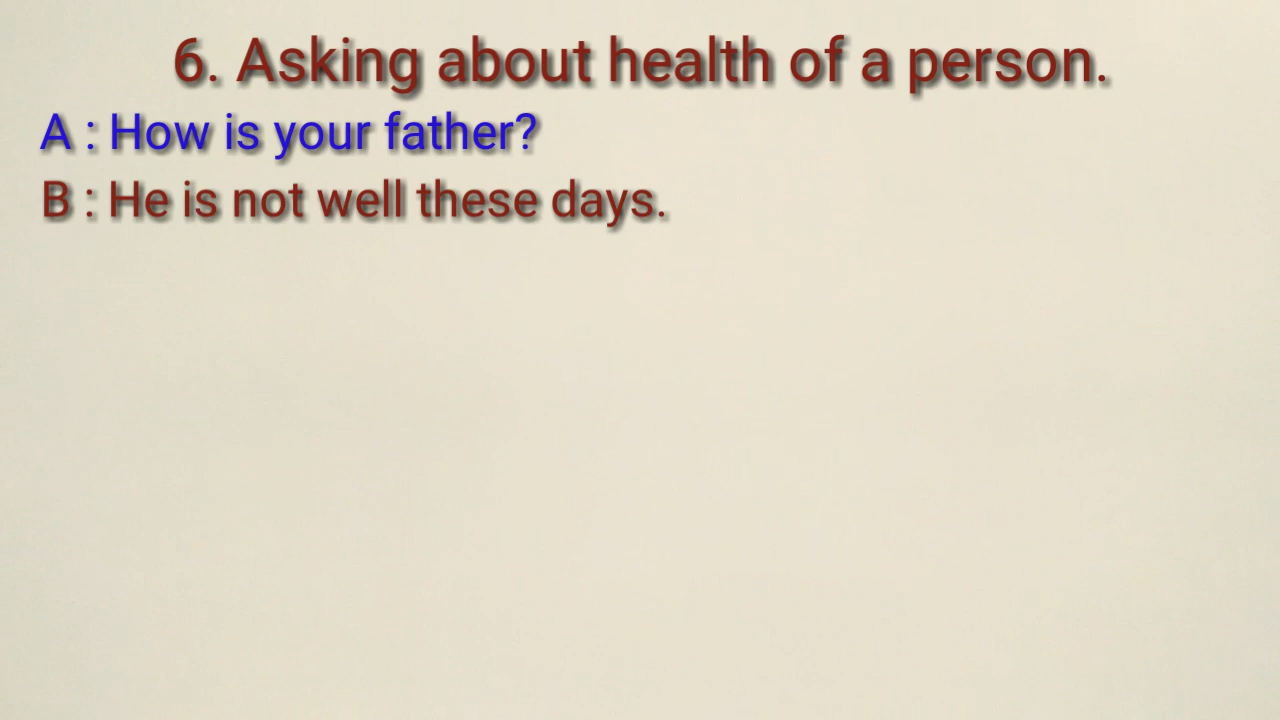 6. Asking about health of a person.
A : How is your father?
B : He is not well these days.